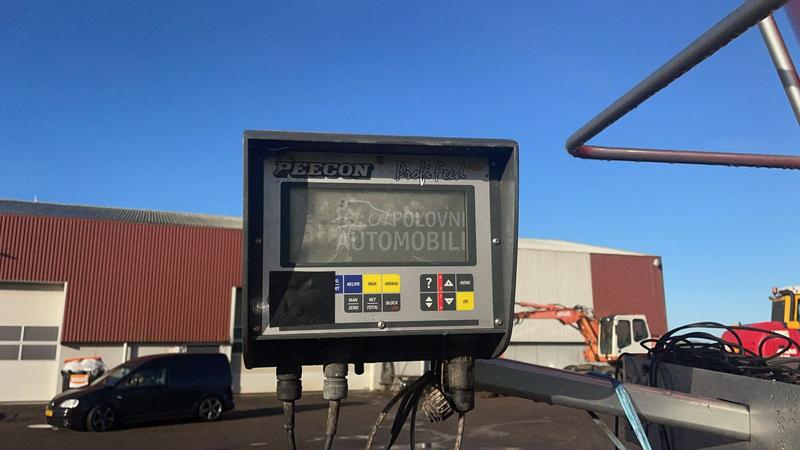 PEECON Profi Feed
POLOVNI
AUTOMOBILI
RECIPE INGR ANIMAL ? MENU
MAN/ZERO NET/TOTAL BLOCK OK